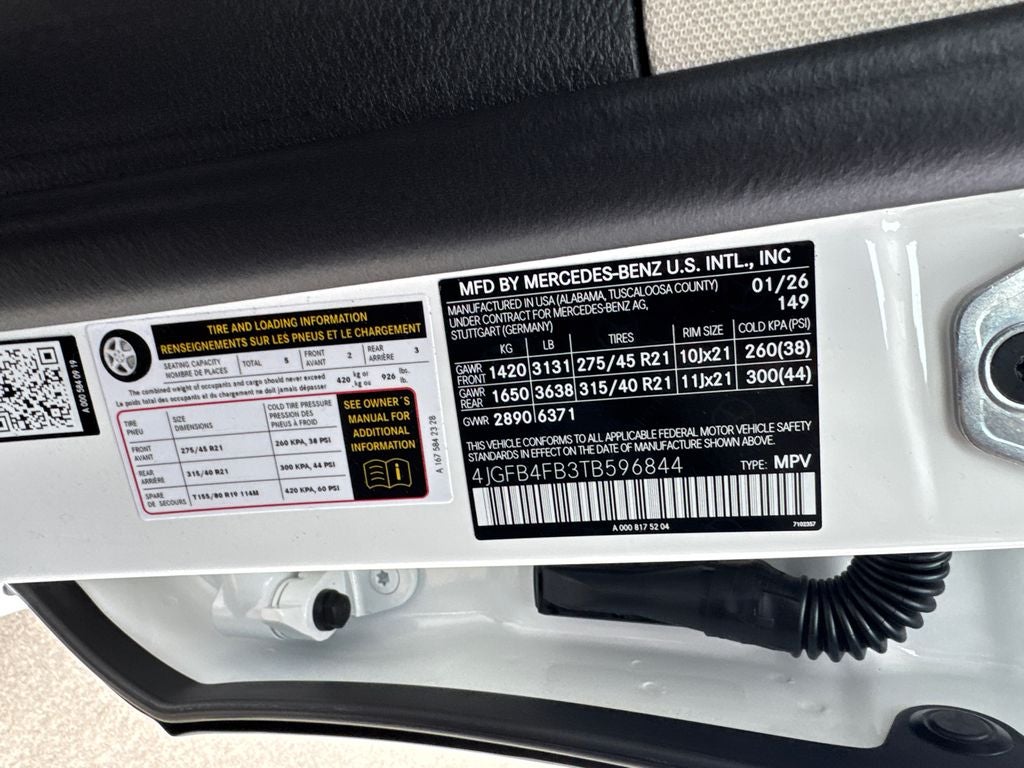 A 000 584 09 19
TIRE AND LOADING INFORMATION
RENSEIGNEMENTS SUR LES PNEUS ET LE CHARGEMENT
SEATING CAPACITY
NOMBRE DE PLACES
TOTAL 5
FRONT
AVANT
2
REAR
ARRIÈRE
3
The combined weight of occupants and cargo should never exceed
Le poids total des occupants et du chargement ne doit jamais dépasser
420 kg or
kg ou
926 lbs.
lb.
TIRE
PNEU
SIZE
DIMENSIONS
COLD TIRE PRESSURE
PRESSION DES
PNEUS À FROID
FRONT
AVANT
275/45 R21
260 KPA, 38 PSI
REAR
ARRIÈRE
315/40 R21
300 KPA, 44 PSI
SPARE
DE SECOURS
T155/80 R19 114M
420 KPA, 60 PSI
SEE OWNER´S
MANUAL FOR
ADDITIONAL
INFORMATION
A 167 584 23 28
MFD BY MERCEDES-BENZ U.S. INTL., INC
MANUFACTURED IN USA (ALABAMA, TUSCALOOSA COUNTY)
UNDER CONTRACT FOR MERCEDES-BENZ AG,
STUTTGART (GERMANY)
01/26
149
KG LB TIRES RIM SIZE COLD KPA (PSI)
GAWR
FRONT
1420 3131 275/45 R21 10Jx21 260(38)
GAWR
REAR
1650 3638 315/40 R21 11Jx21 300(44)
GVWR 2890 6371
THIS VEHICLE CONFORMS TO ALL APPLICABLE FEDERAL MOTOR VEHICLE SAFETY
STANDARDS IN EFFECT ON THE DATE OF MANUFACTURE SHOWN ABOVE.
4JGFB4FB3TB596844 TYPE: MPV
A 000 817 52 04
7102357